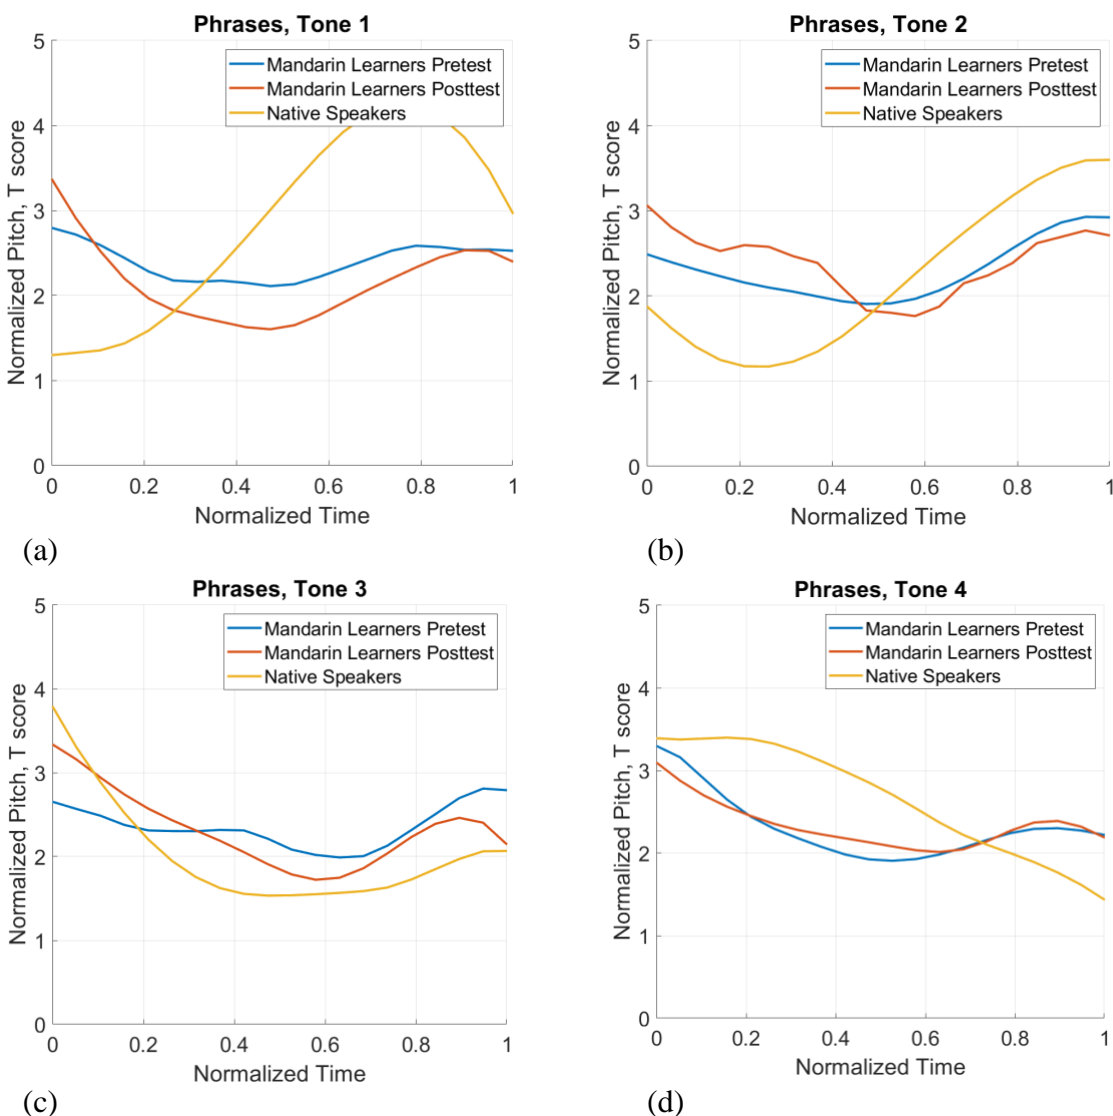 Phrases, Tone 1
Mandarin Learners Pretest
Mandarin Learners Posttest
Native Speakers
Normalized Pitch, T score
5
4
3
2
1
0
0 0.2 0.4 0.6 0.8 1
Normalized Time
(a)
Phrases, Tone 2
Mandarin Learners Pretest
Mandarin Learners Posttest
Native Speakers
Normalized Pitch, T score
5
4
3
2
1
0
0 0.2 0.4 0.6 0.8 1
Normalized Time
(b)
Phrases, Tone 3
Mandarin Learners Pretest
Mandarin Learners Posttest
Native Speakers
Normalized Pitch, T score
5
4
3
2
1
0
0 0.2 0.4 0.6 0.8 1
Normalized Time
(c)
Phrases, Tone 4
Mandarin Learners Pretest
Mandarin Learners Posttest
Native Speakers
Normalized Pitch, T score
5
4
3
2
1
0
0 0.2 0.4 0.6 0.8 1
Normalized Time
(d)